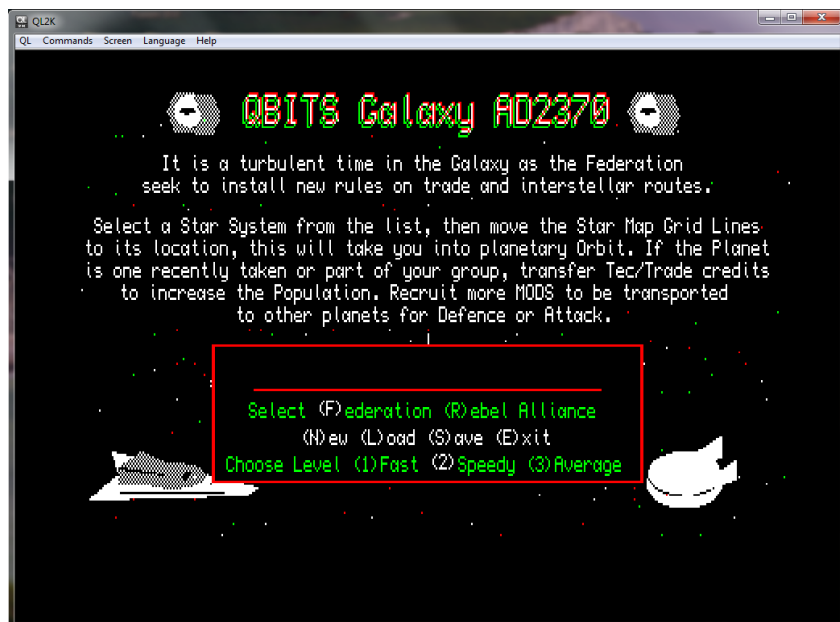 QL2K
QL Commands Screen Language Help
QBITS Galaxy AD2370
It is a turbulent time in the Galaxy as the Federation
seek to install new rules on trade and interstellar routes.
Select a Star System from the list, then move the Star Map Grid Lines
to its location, this will take you into planetary Orbit. If the Planet
is one recently taken or part of your group, transfer Tec/Trade credits
to increase the Population. Recruit more MODS to be transported
to other planets for Defence or Attack.
Select (F)ederation (R)ebel Alliance
(N)ew (L)oad (S)ave (E)xit
Choose Level (1)Fast (2)Speedy (3)Average